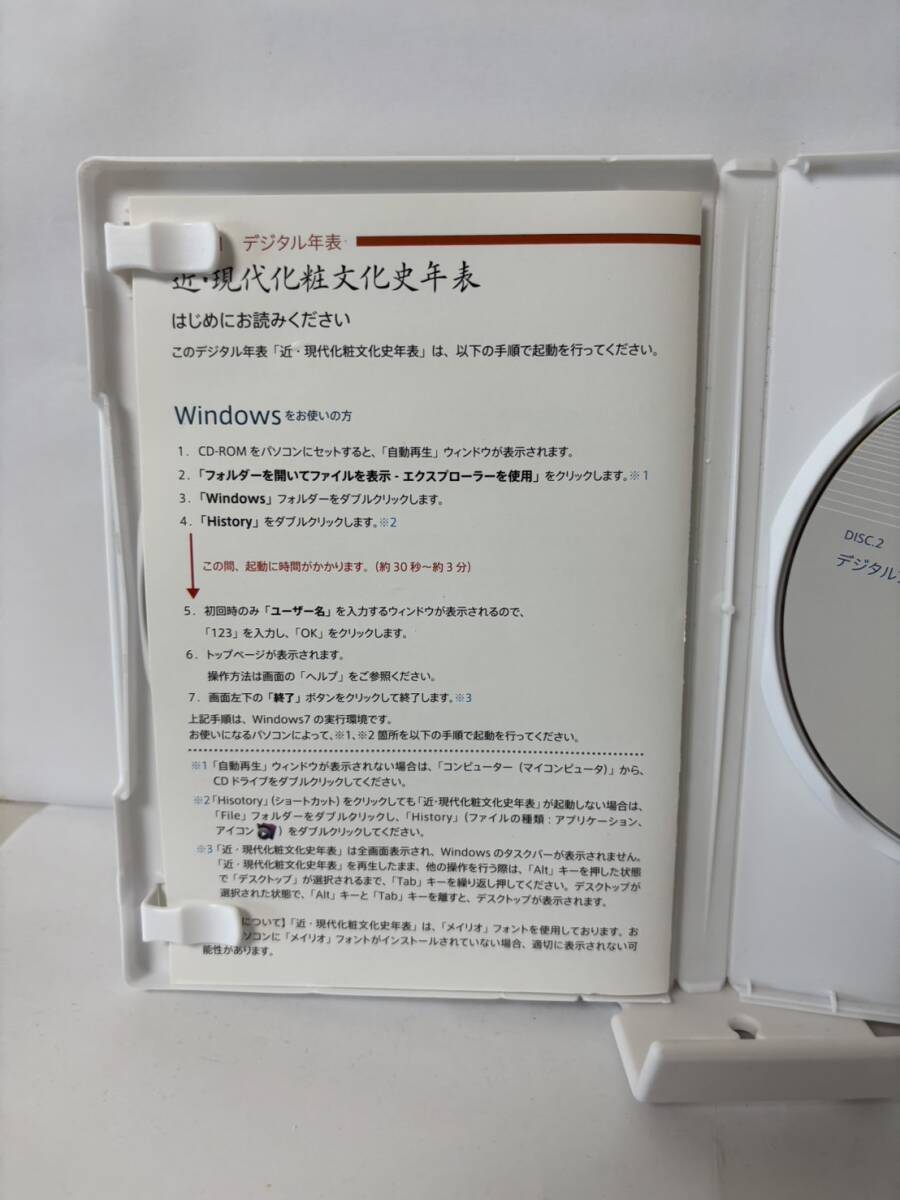 デジタル年表
近・現代化粧文化史年表
はじめにお読みください
このデジタル年表「近・現代化粧文化史年表」は、以下の手順で起動を行ってください。
Windowsをお使いの方
1. CD-ROMをパソコンにセットすると、「自動再生」ウィンドウが表示されます。
2. 「フォルダーを開いてファイルを表示 - エクスプローラーを使用」をクリックします。※1
3. 「Windows」フォルダーをダブルクリックします。
4. 「History」をダブルクリックします。※2
この間、起動に時間がかかります。(約30秒～約3分)
5. 初回時のみ「ユーザー名」を入力するウィンドウが表示されるので、
「123」を入力し、「OK」をクリックします。
6. トップページが表示されます。
操作方法は画面の「ヘルプ」をご参照ください。
7. 画面左下の「終了」ボタンをクリックして終了します。※3
上記手順は、Windows7の実行環境です。
お使いになるパソコンによって、※1、※2箇所を以下の手順で起動を行ってください。
※1「自動再生」ウィンドウが表示されない場合は、「コンピューター(マイコンピュータ)」から、
CDドライブをダブルクリックしてください。
※2「Hisotory」(ショートカット)をクリックしても「近・現代化粧文化史年表」が起動しない場合は、
「File」フォルダーをダブルクリックし、「History」(ファイルの種類:アプリケーション、
アイコン )をダブルクリックしてください。
※3「近・現代化粧文化史年表」は全画面表示され、Windowsのタスクバーが表示されません。
「近・現代化粧文化史年表」を再生したまま、他の操作を行う際は、「Alt」キーを押した状態
で「デスクトップ」が選択されるまで、「Tab」キーを繰り返し押してください。デスクトップが
選択された状態で、「Alt」キーと「Tab」キーを離すと、デスクトップが表示されます。
について】「近・現代化粧文化史年表」は、「メイリオ」フォントを使用しております。お
ソコンに「メイリオ」フォントがインストールされていない場合、適切に表示されない可
能性があります。
DISC.2
デジタル